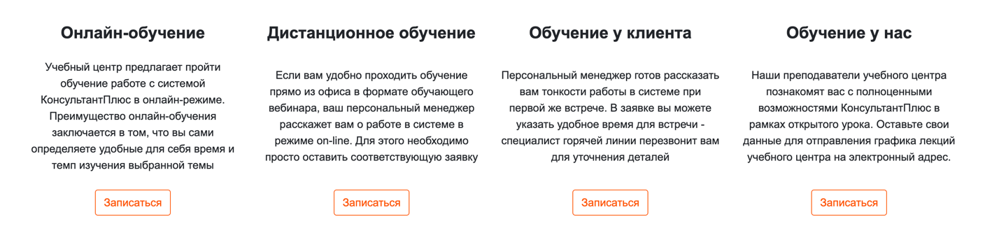 Онлайн-обучение
Учебный центр предлагает пройти
обучение работе с системой
КонсультантПлюс в онлайн-режиме.
Преимущество онлайн-обучения
заключается в том, что вы сами
определяете удобные для себя время и
темп изучения выбранной темы
Записаться
Дистанционное обучение
Если вам удобно проходить обучение
прямо из офиса в формате обучающего
вебинара, ваш персональный менеджер
расскажет вам о работе в системе в
режиме on-line. Для этого необходимо
просто оставить соответствующую заявку
Записаться
Обучение у клиента
Персональный менеджер готов рассказать
вам тонкости работы в системе при
первой же встрече. В заявке вы можете
указать удобное время для встречи -
специалист горячей линии перезвонит вам
для уточнения деталей
Записаться
Обучение у нас
Наши преподаватели учебного центра
познакомят вас с полноценными
возможностями КонсультантПлюс в
рамках открытого урока. Оставьте свои
данные для отправления графика лекций
учебного центра на электронный адрес.
Записаться